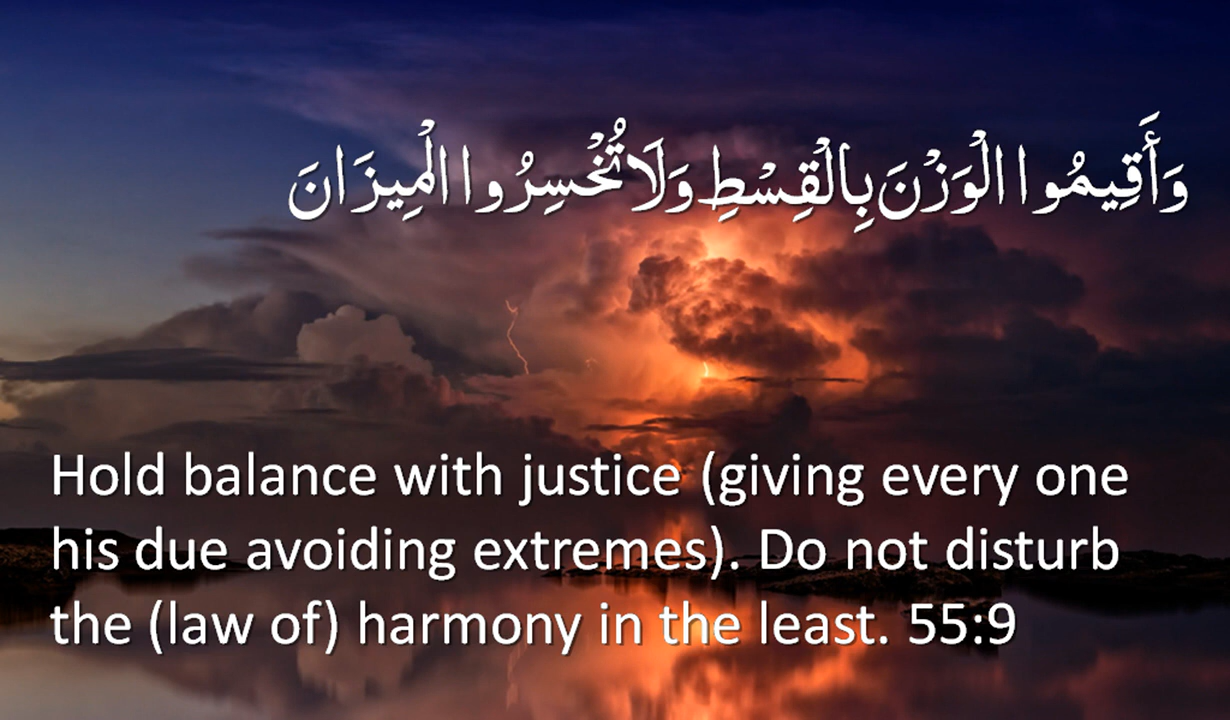 وَأَقِيمُوا الْوَزْنَ بِالْقِسْطِ وَلَا تُخْسِرُوا الْمِيزَانَ
Hold balance with justice (giving every one
his due avoiding extremes). Do not disturb
the (law of) harmony in the least. 55:9